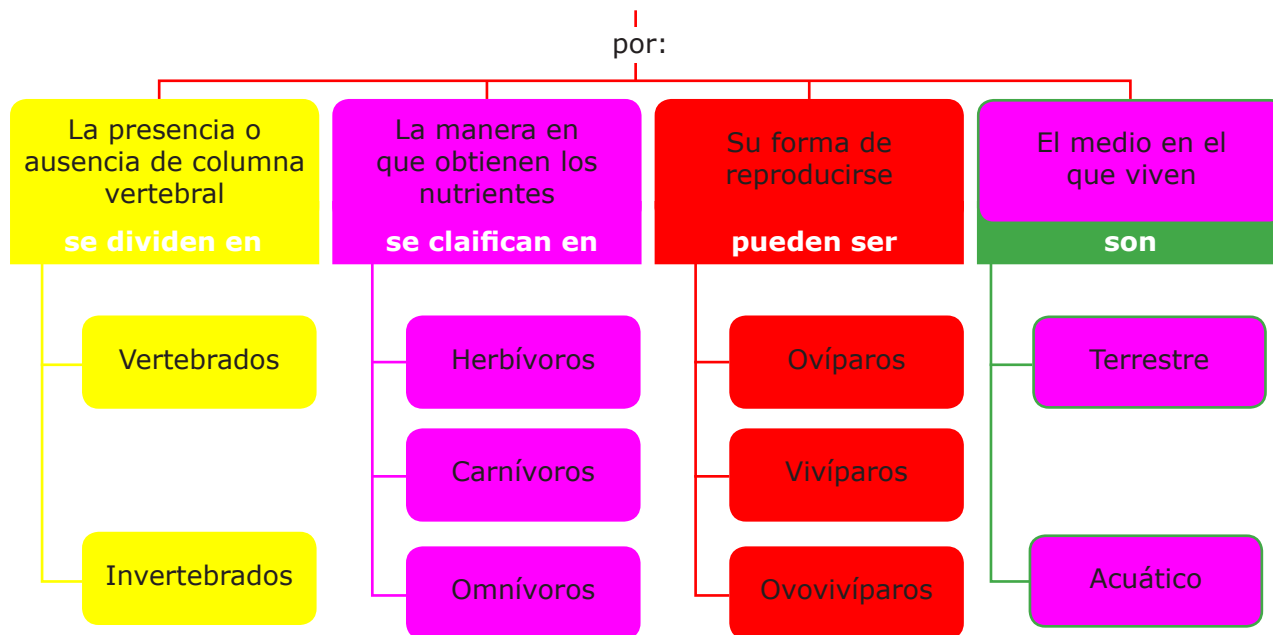 por:
La presencia o
ausencia de columna
vertebral
se dividen en
Vertebrados
Invertebrados
La manera en
que obtienen los
nutrientes
se claifican en
Herbívoros
Carnívoros
Omnívoros
Su forma de
reproducirse
pueden ser
Ovíparos
Vivíparos
Ovovivíparos
El medio en el
que viven
son
Terrestre
Acuático